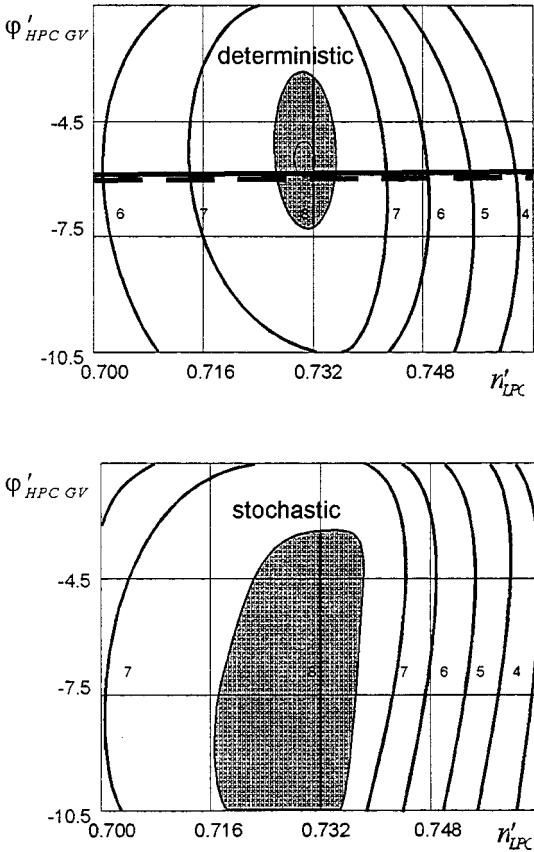 φ′HPC GV
deterministic
-4.5
6 7 8 7 6 5 4
-7.5
-10.5
0.700 0.716 0.732 0.748 n′LPC
φ′HPC GV
stochastic
-4.5
7 8 7 6 5 4
-7.5
-10.5
0.700 0.716 0.732 0.748 n′LPC